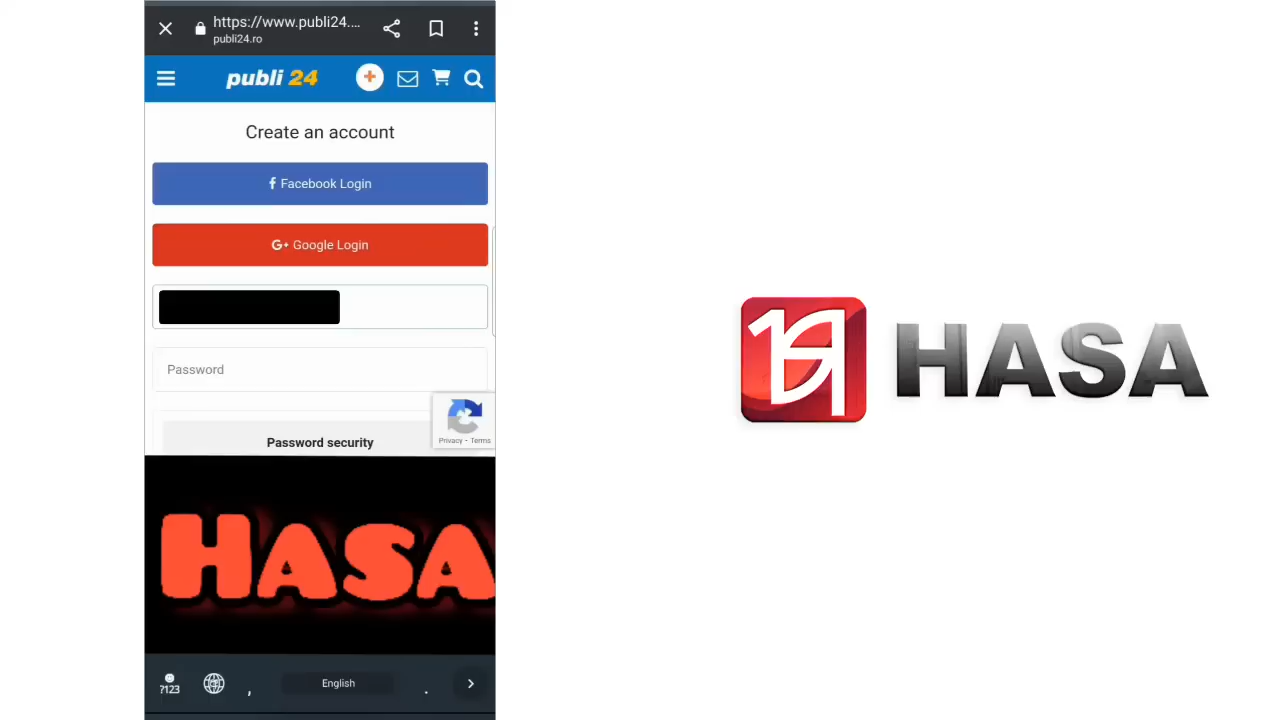 https://www.publi24....
publi24.ro
publi 24
Create an account
Facebook Login
G+ Google Login
Password
Privacy - Terms
Password security
HASA
?123
,
English
.
HASA